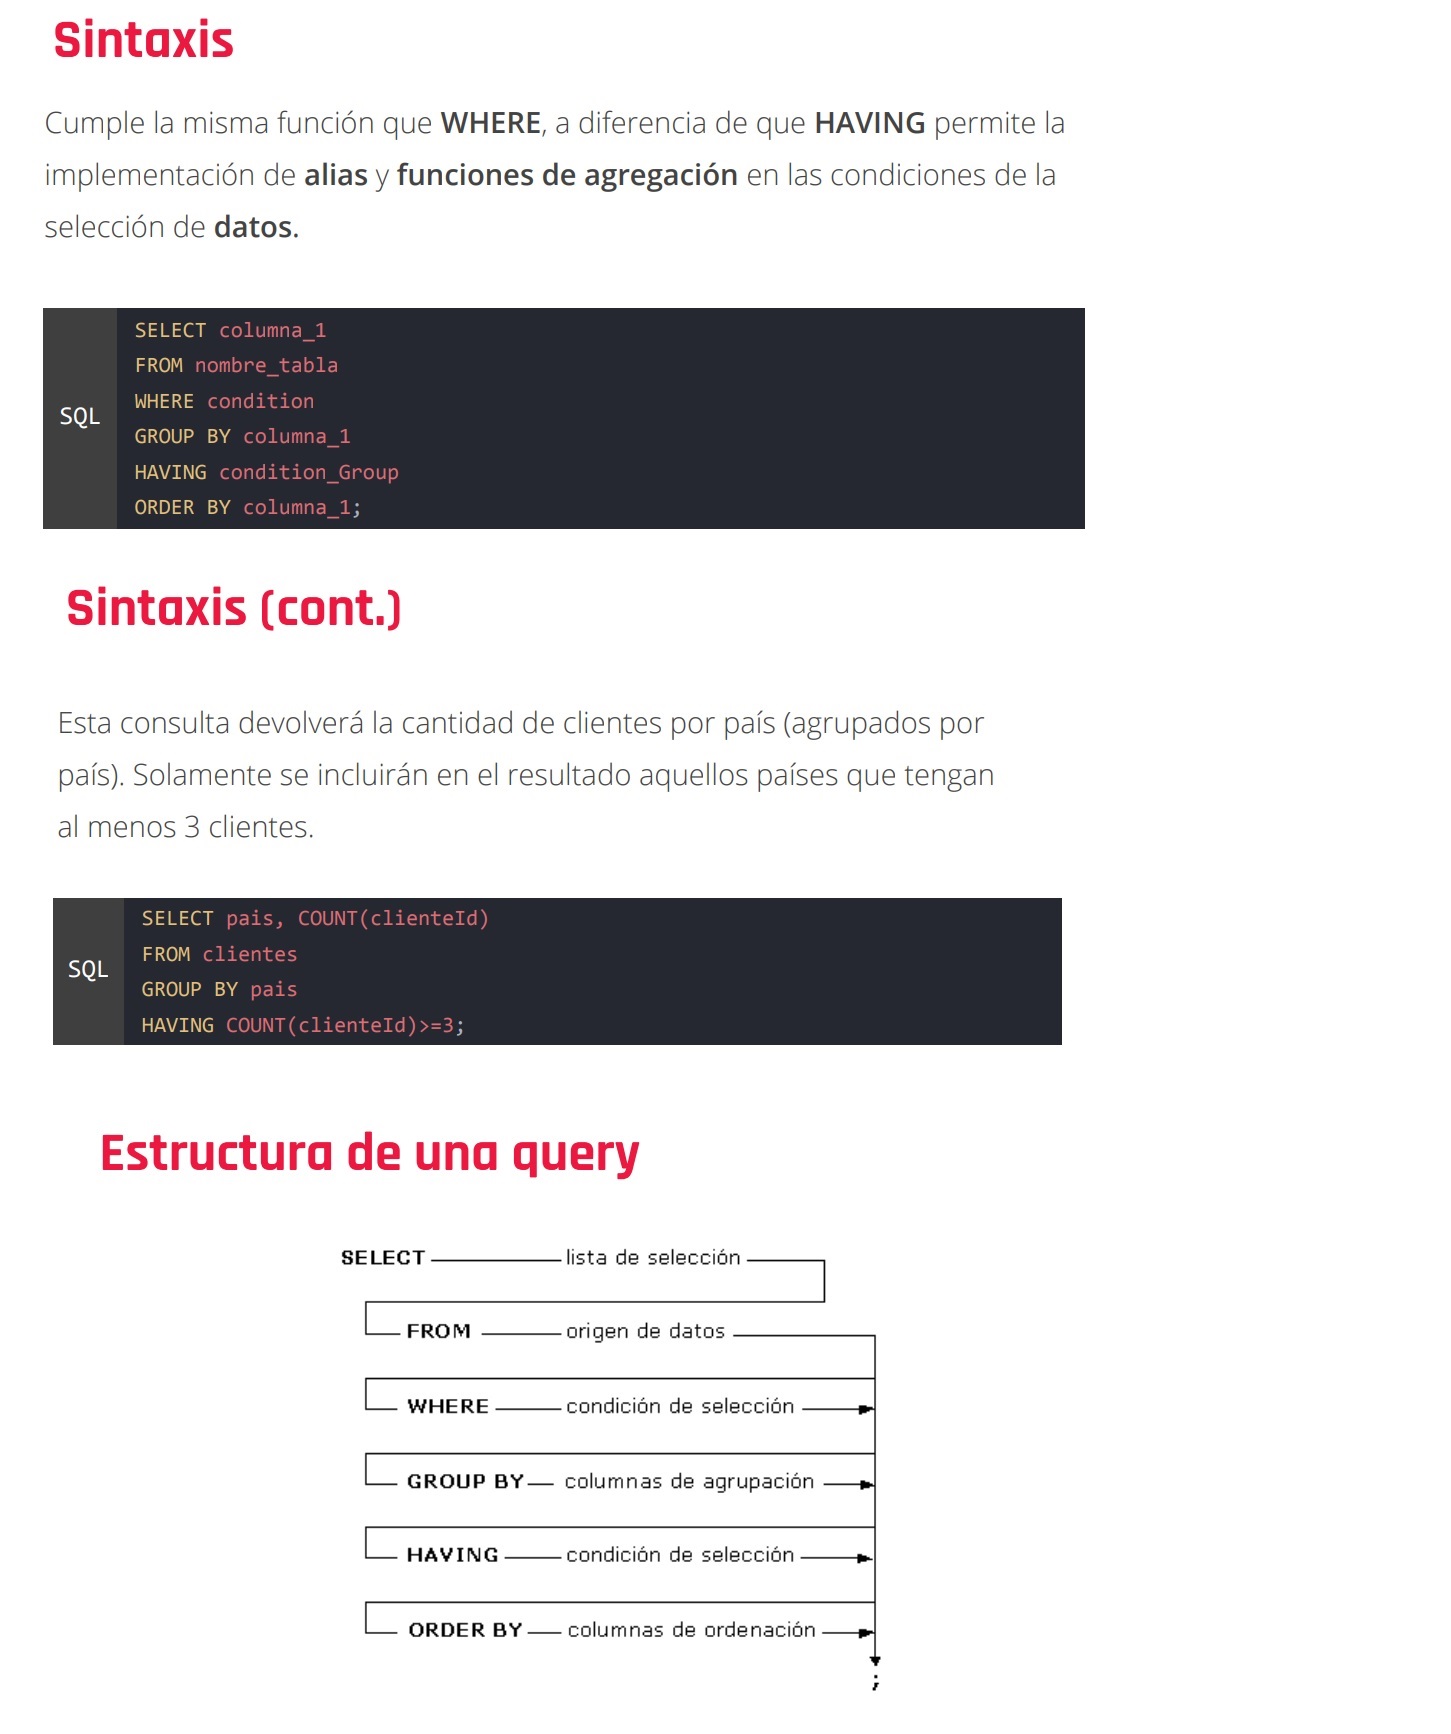 Sintaxis
Cumple la misma función que WHERE, a diferencia de que HAVING permite la
implementación de alias y funciones de agregación en las condiciones de la
selección de datos.
SQL
SELECT columna_1
FROM nombre_tabla
WHERE condition
GROUP BY columna_1
HAVING condition_Group
ORDER BY columna_1;
Sintaxis (cont.)
Esta consulta devolverá la cantidad de clientes por país (agrupados por
país). Solamente se incluirán en el resultado aquellos países que tengan
al menos 3 clientes.
SQL
SELECT pais, COUNT(clienteId)
FROM clientes
GROUP BY pais
HAVING COUNT(clienteId)>=3;
Estructura de una query
SELECT lista de selección
FROM origen de datos
WHERE condición de selección
GROUP BY columnas de agrupación
HAVING condición de selección
ORDER BY columnas de ordenación
;